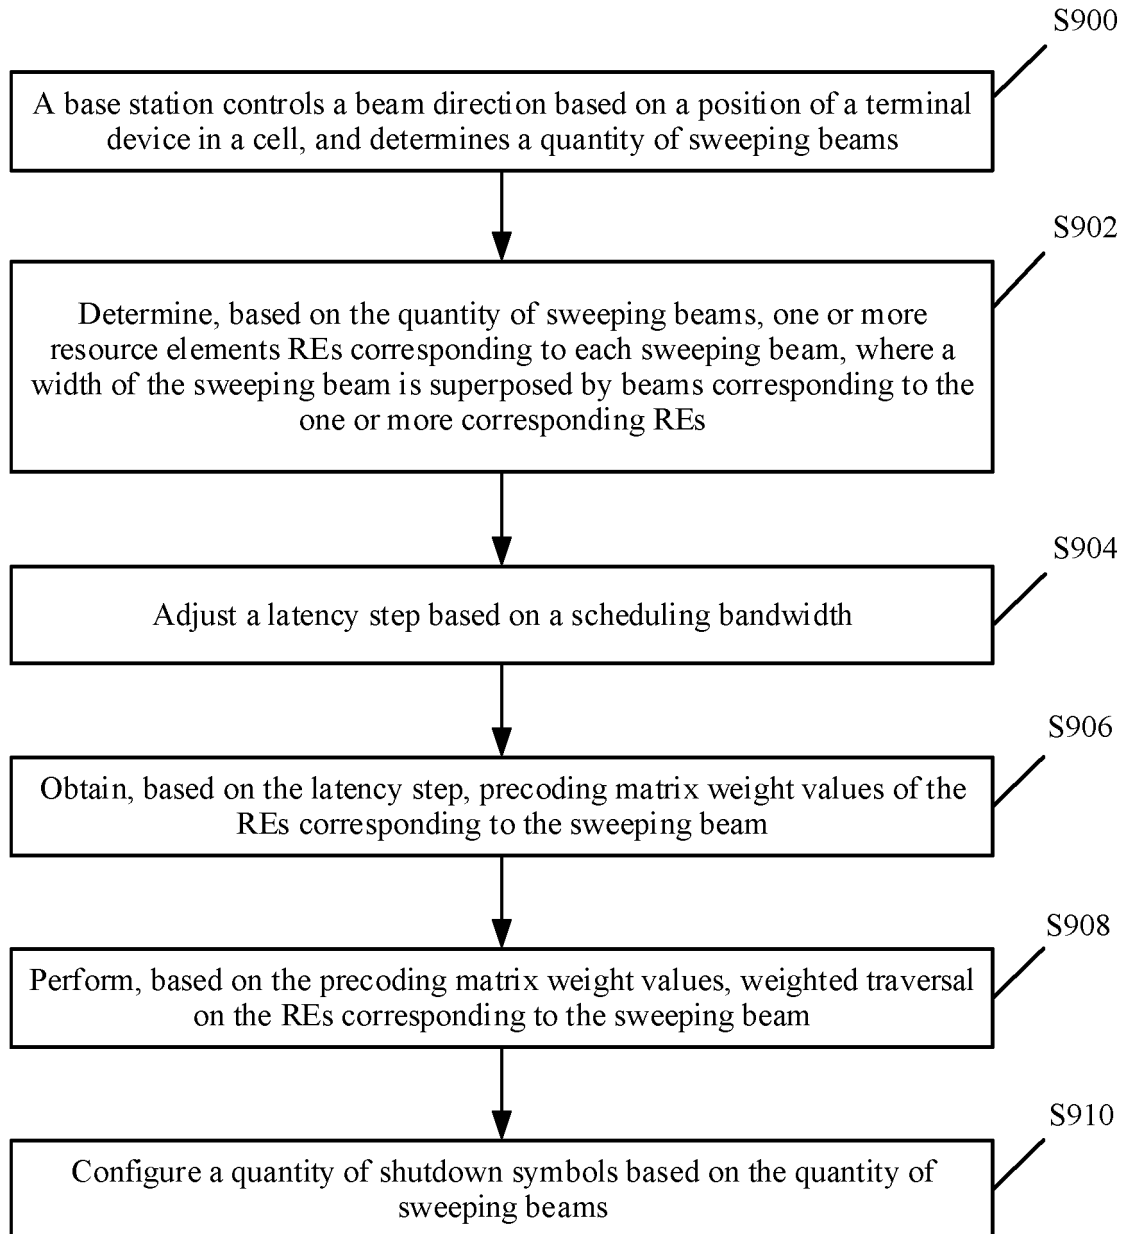 S900
A base station controls a beam direction based on a position of a terminal
device in a cell, and determines a quantity of sweeping beams
S902
Determine, based on the quantity of sweeping beams, one or more
resource elements REs corresponding to each sweeping beam, where a
width of the sweeping beam is superposed by beams corresponding to the
one or more corresponding REs
S904
Adjust a latency step based on a scheduling bandwidth
S906
Obtain, based on the latency step, precoding matrix weight values of the
REs corresponding to the sweeping beam
S908
Perform, based on the precoding matrix weight values, weighted traversal
on the REs corresponding to the sweeping beam
S910
Configure a quantity of shutdown symbols based on the quantity of
sweeping beams